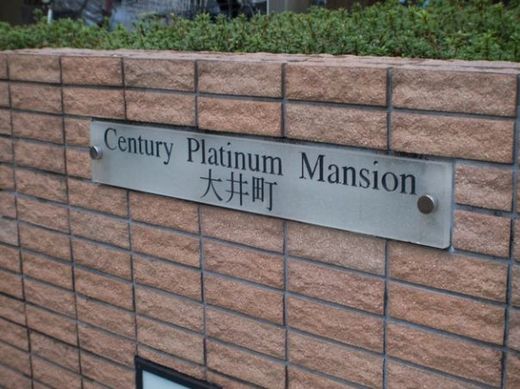 Century Platinum Mansion
大井町